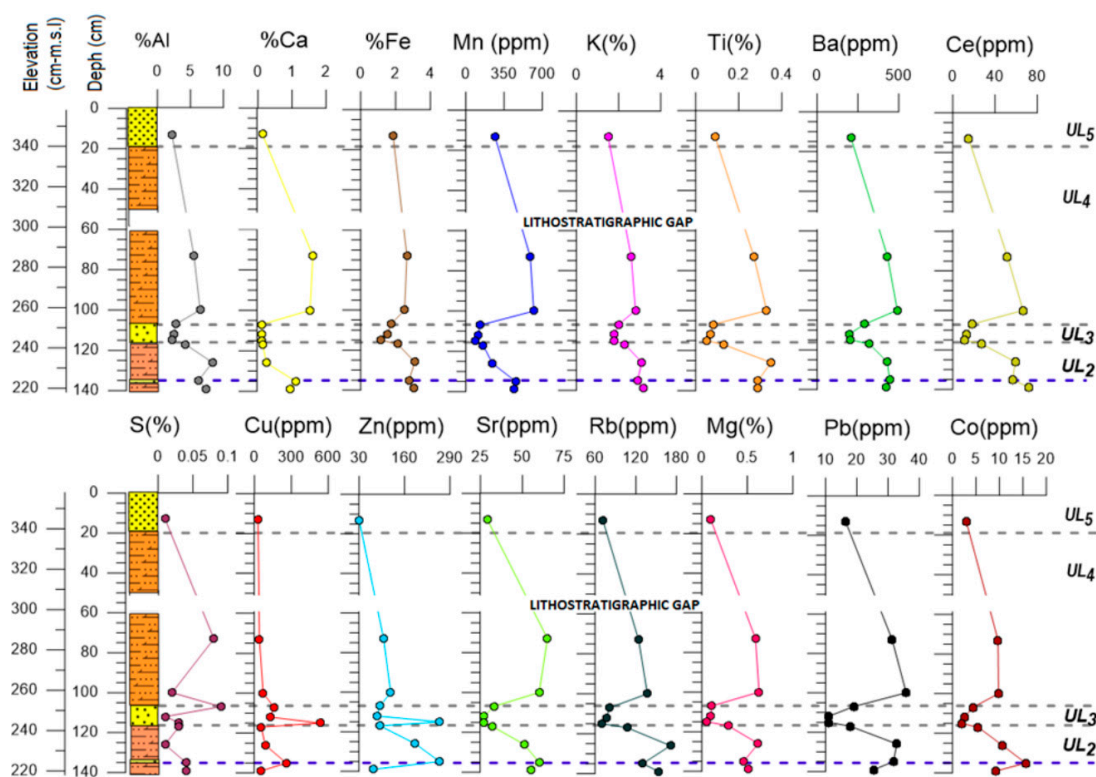 Elevation (cm-m.s.l)
Deph (cm)
%Al %Ca %Fe Mn (ppm) K(%) Ti(%) Ba(ppm) Ce(ppm)
0 5 10 0 1 2 0 2 4 0 350 700 0 4 0 0.2 0.4 0 500 0 40 80
0
20
40
60
80
100
120
140
340
320
300
280
260
240
220
UL5
UL4
LITHOSTRATIGRAPHIC GAP
UL3
UL2
S(%) Cu(ppm) Zn(ppm) Sr(ppm) Rb(ppm) Mg(%) Pb(ppm) Co(ppm)
0 0.05 0.1 0 300 600 30 160 290 25 50 75 60 120 180 0 0.5 1 10 20 30 40 0 5 10 15 20
0
20
40
60
80
100
120
140
340
320
300
280
260
240
220
UL5
UL4
LITHOSTRATIGRAPHIC GAP
UL3
UL2